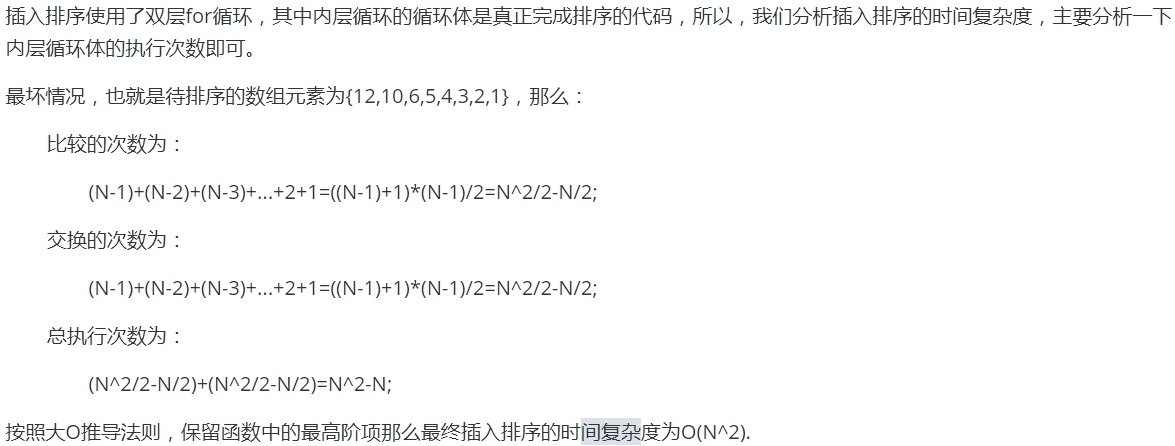 插入排序使用了双层for循环，其中内层循环的循环体是真正完成排序的代码，所以，我们分析插入排序的时间复杂度，主要分析一下
内层循环体的执行次数即可。
最坏情况，也就是待排序的数组元素为{12,10,6,5,4,3,2,1}，那么：
比较的次数为：
(N-1)+(N-2)+(N-3)+...+2+1=((N-1)+1)*(N-1)/2=N^2/2-N/2;
交换的次数为：
(N-1)+(N-2)+(N-3)+...+2+1=((N-1)+1)*(N-1)/2=N^2/2-N/2;
总执行次数为：
(N^2/2-N/2)+(N^2/2-N/2)=N^2-N;
按照大O推导法则，保留函数中的最高阶项那么最终插入排序的时间复杂度为O(N^2).